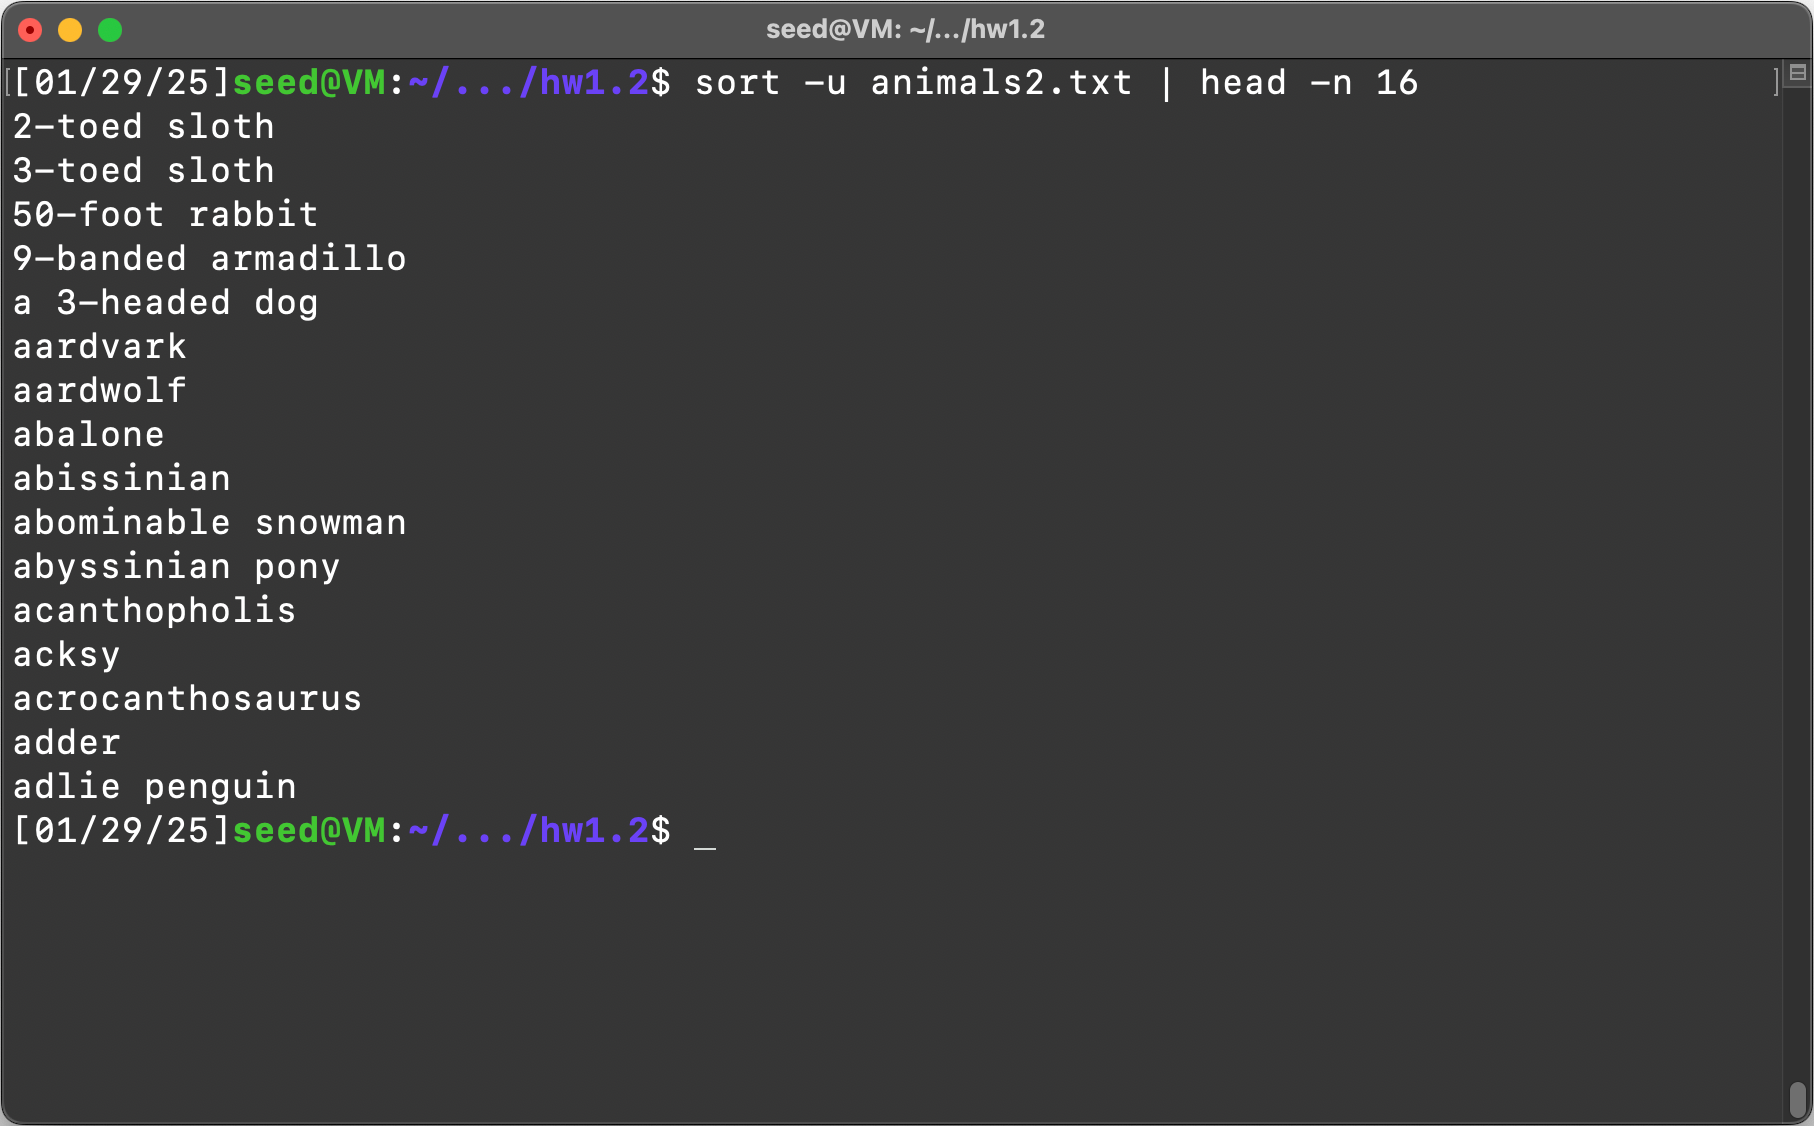 seed@VM: ~/.../hw1.2
[[01/29/25]seed@VM:~/.../hw1.2$ sort -u animals2.txt | head -n 16 ]
2-toed sloth
3-toed sloth
50-foot rabbit
9-banded armadillo
a 3-headed dog
aardvark
aardwolf
abalone
abissinian
abominable snowman
abyssinian pony
acanthopholis
acksy
acrocanthosaurus
adder
adlie penguin
[01/29/25]seed@VM:~/.../hw1.2$ _